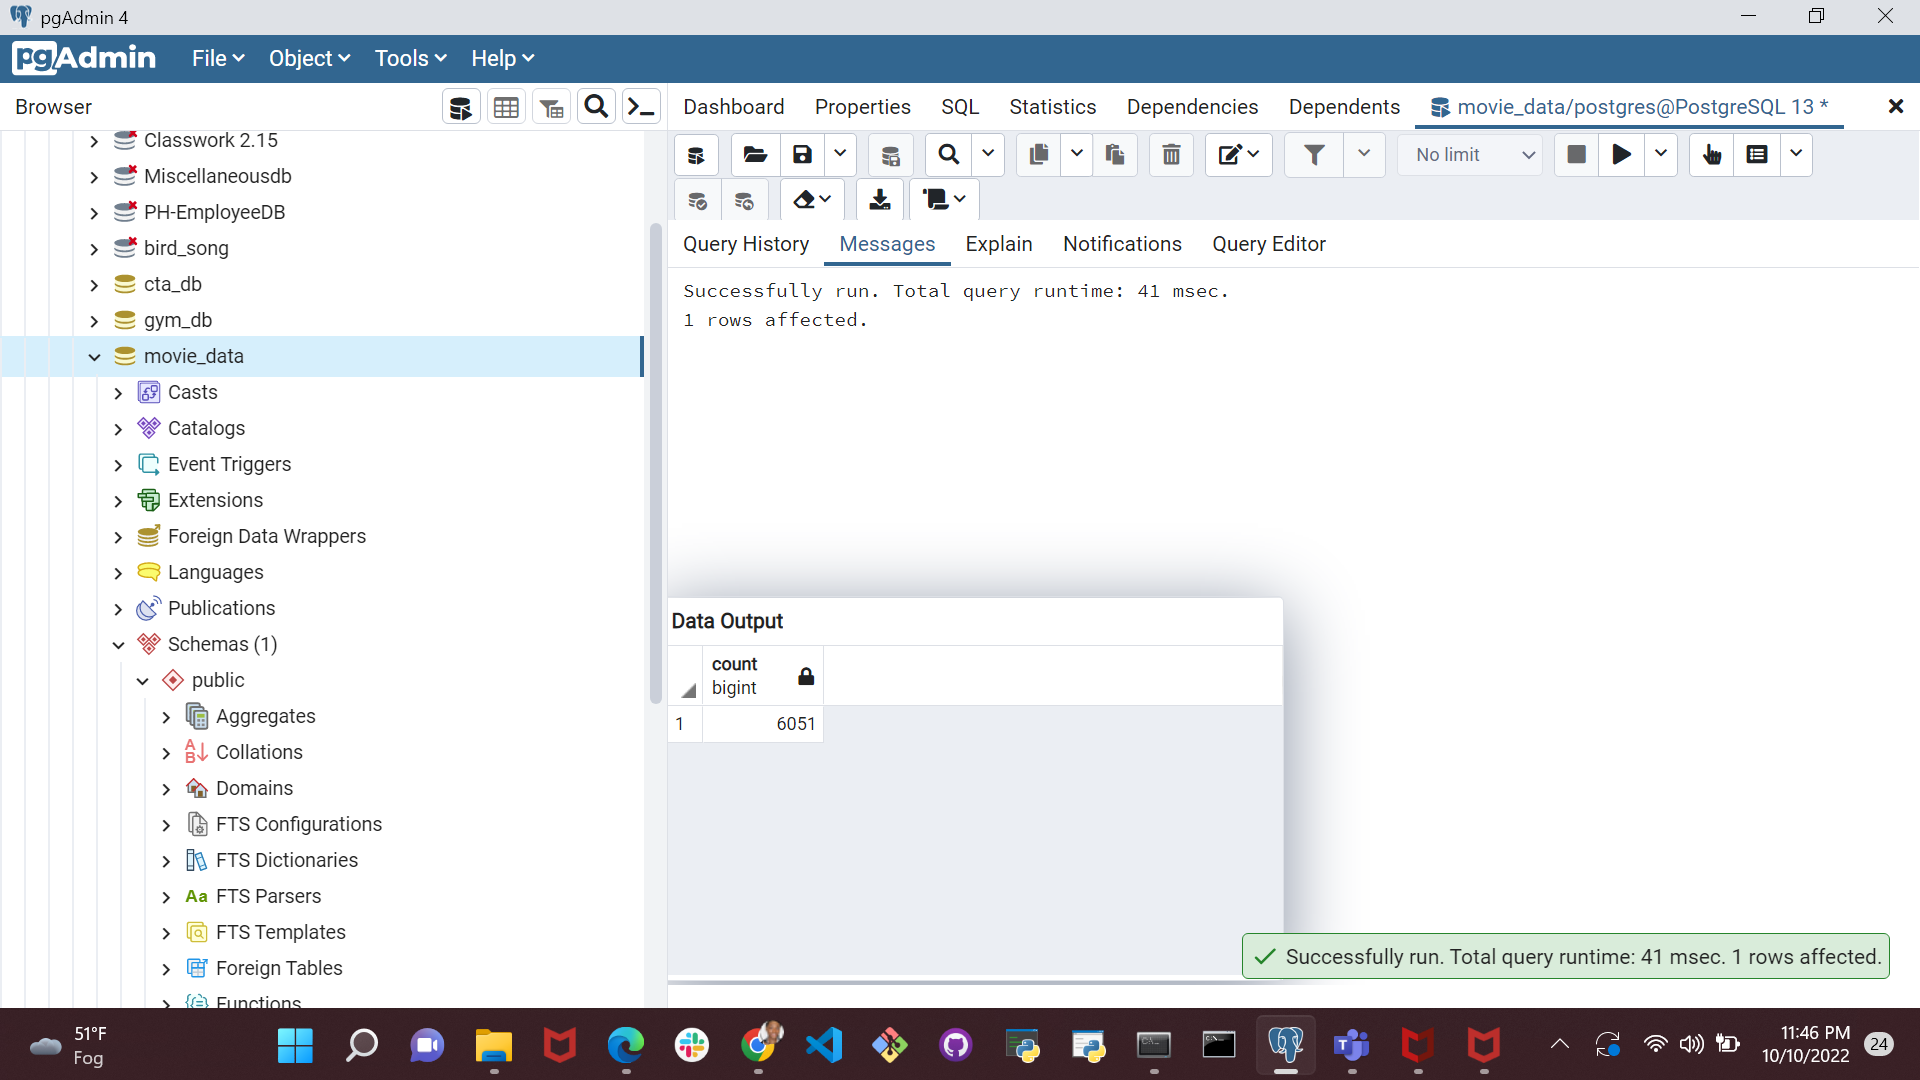 pgAdmin 4
pgAdmin File Object Tools Help
Browser
Dashboard Properties SQL Statistics Dependencies Dependents movie_data/postgres@PostgreSQL 13 *
No limit
Classwork 2.15
Miscellaneousdb
PH-EmployeeDB
bird_song
cta_db
gym_db
movie_data
Casts
Catalogs
Event Triggers
Extensions
Foreign Data Wrappers
Languages
Publications
Schemas (1)
public
Aggregates
Collations
Domains
FTS Configurations
FTS Dictionaries
Aa FTS Parsers
FTS Templates
Foreign Tables
Functions
Query History Messages Explain Notifications Query Editor
Successfully run. Total query runtime: 41 msec.
1 rows affected.
Data Output
count
bigint
1 6051
Successfully run. Total query runtime: 41 msec. 1 rows affected.
51°F
Fog
11:46 PM
10/10/2022
24